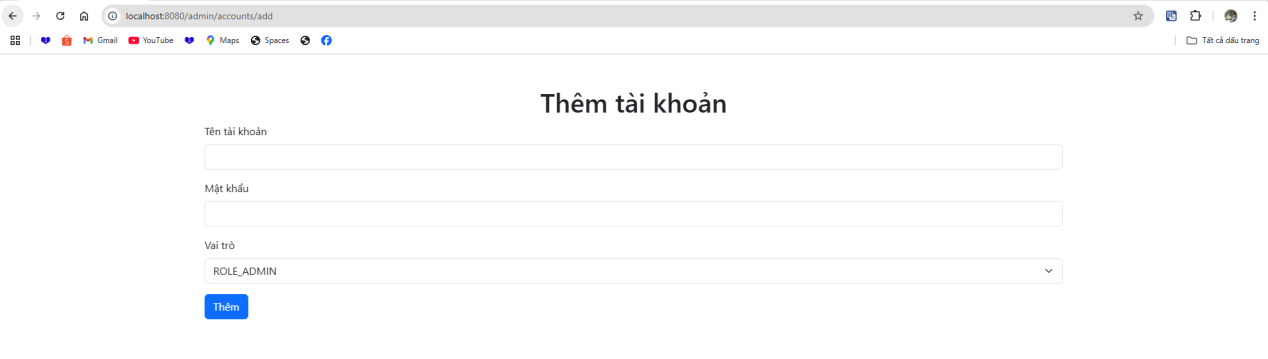 localhost:8080/admin/accounts/add
Gmail YouTube Maps Spaces Tất cả dấu trang
Thêm tài khoản
Tên tài khoản
Mật khẩu
Vai trò
ROLE_ADMIN
Thêm